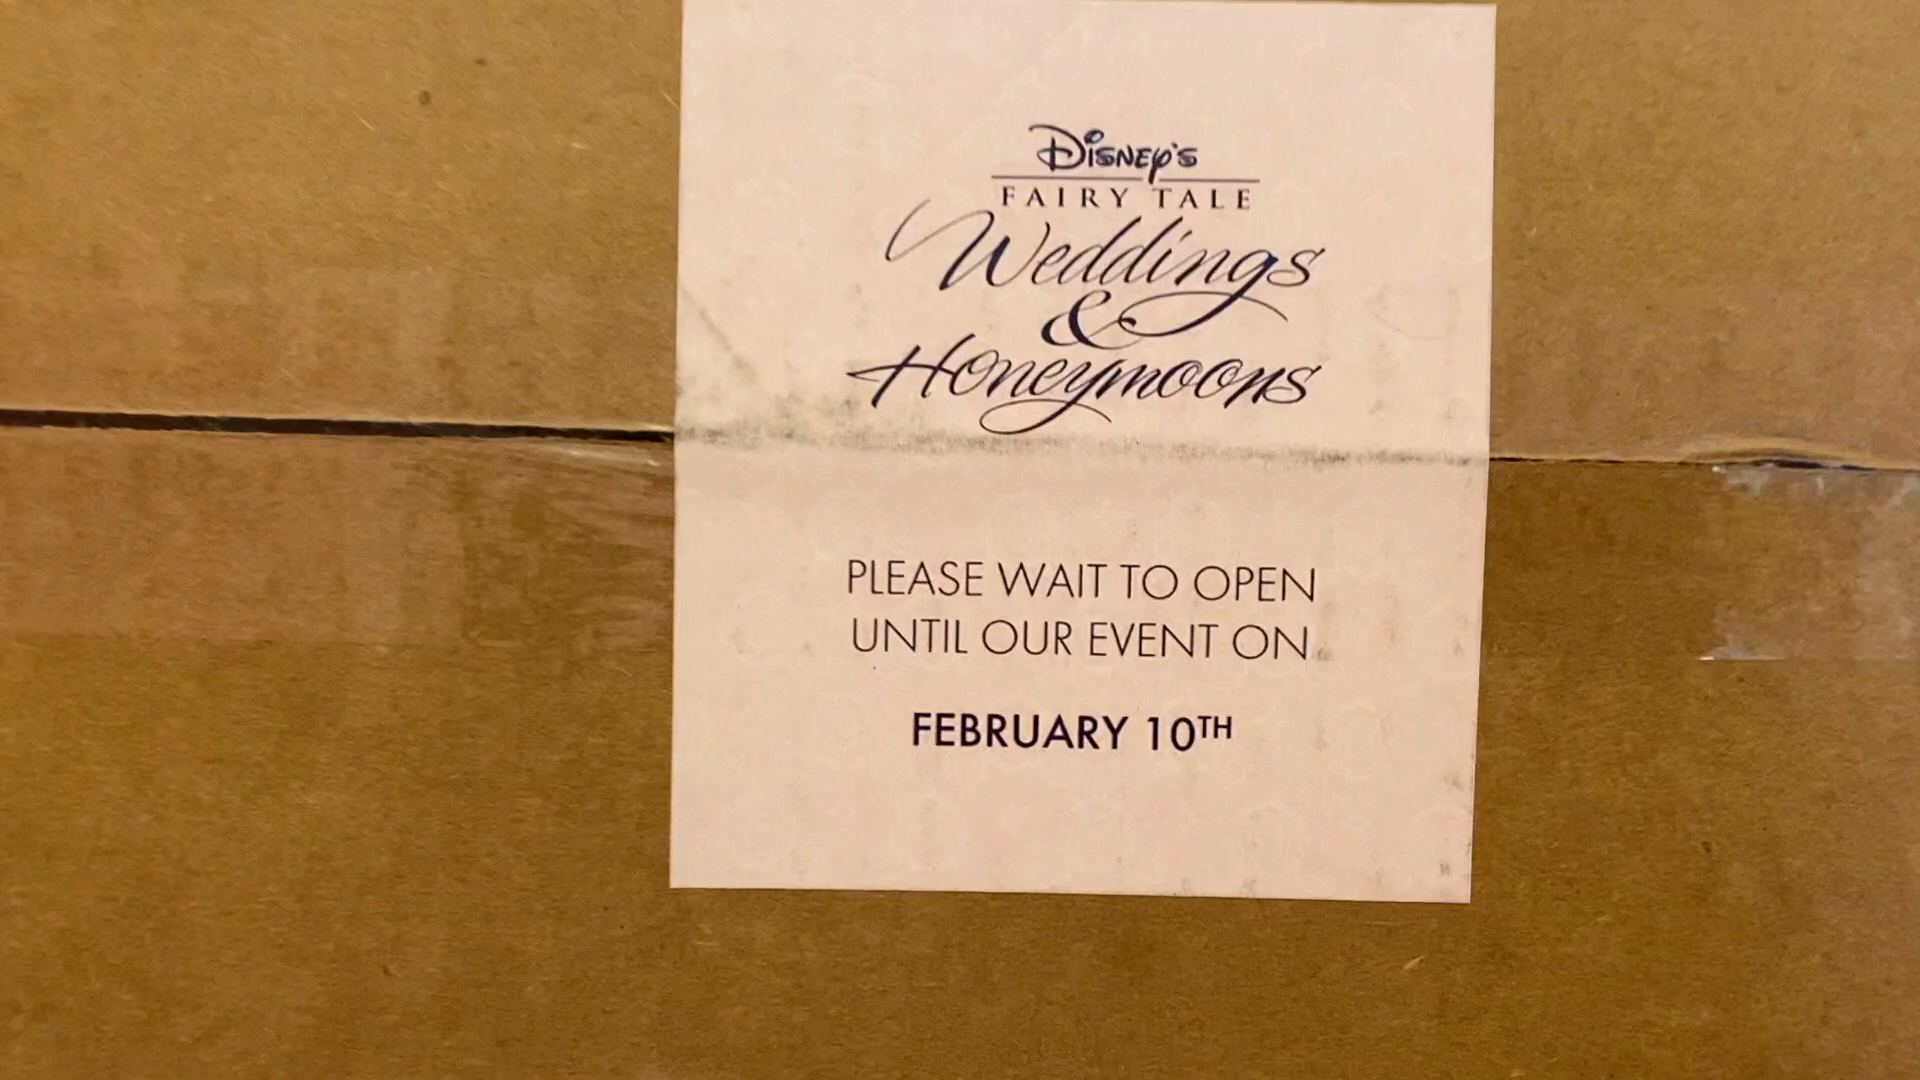 Disney's
FAIRY TALE
Weddings
&
Honeymoons
PLEASE WAIT TO OPEN
UNTIL OUR EVENT ON
FEBRUARY 10TH